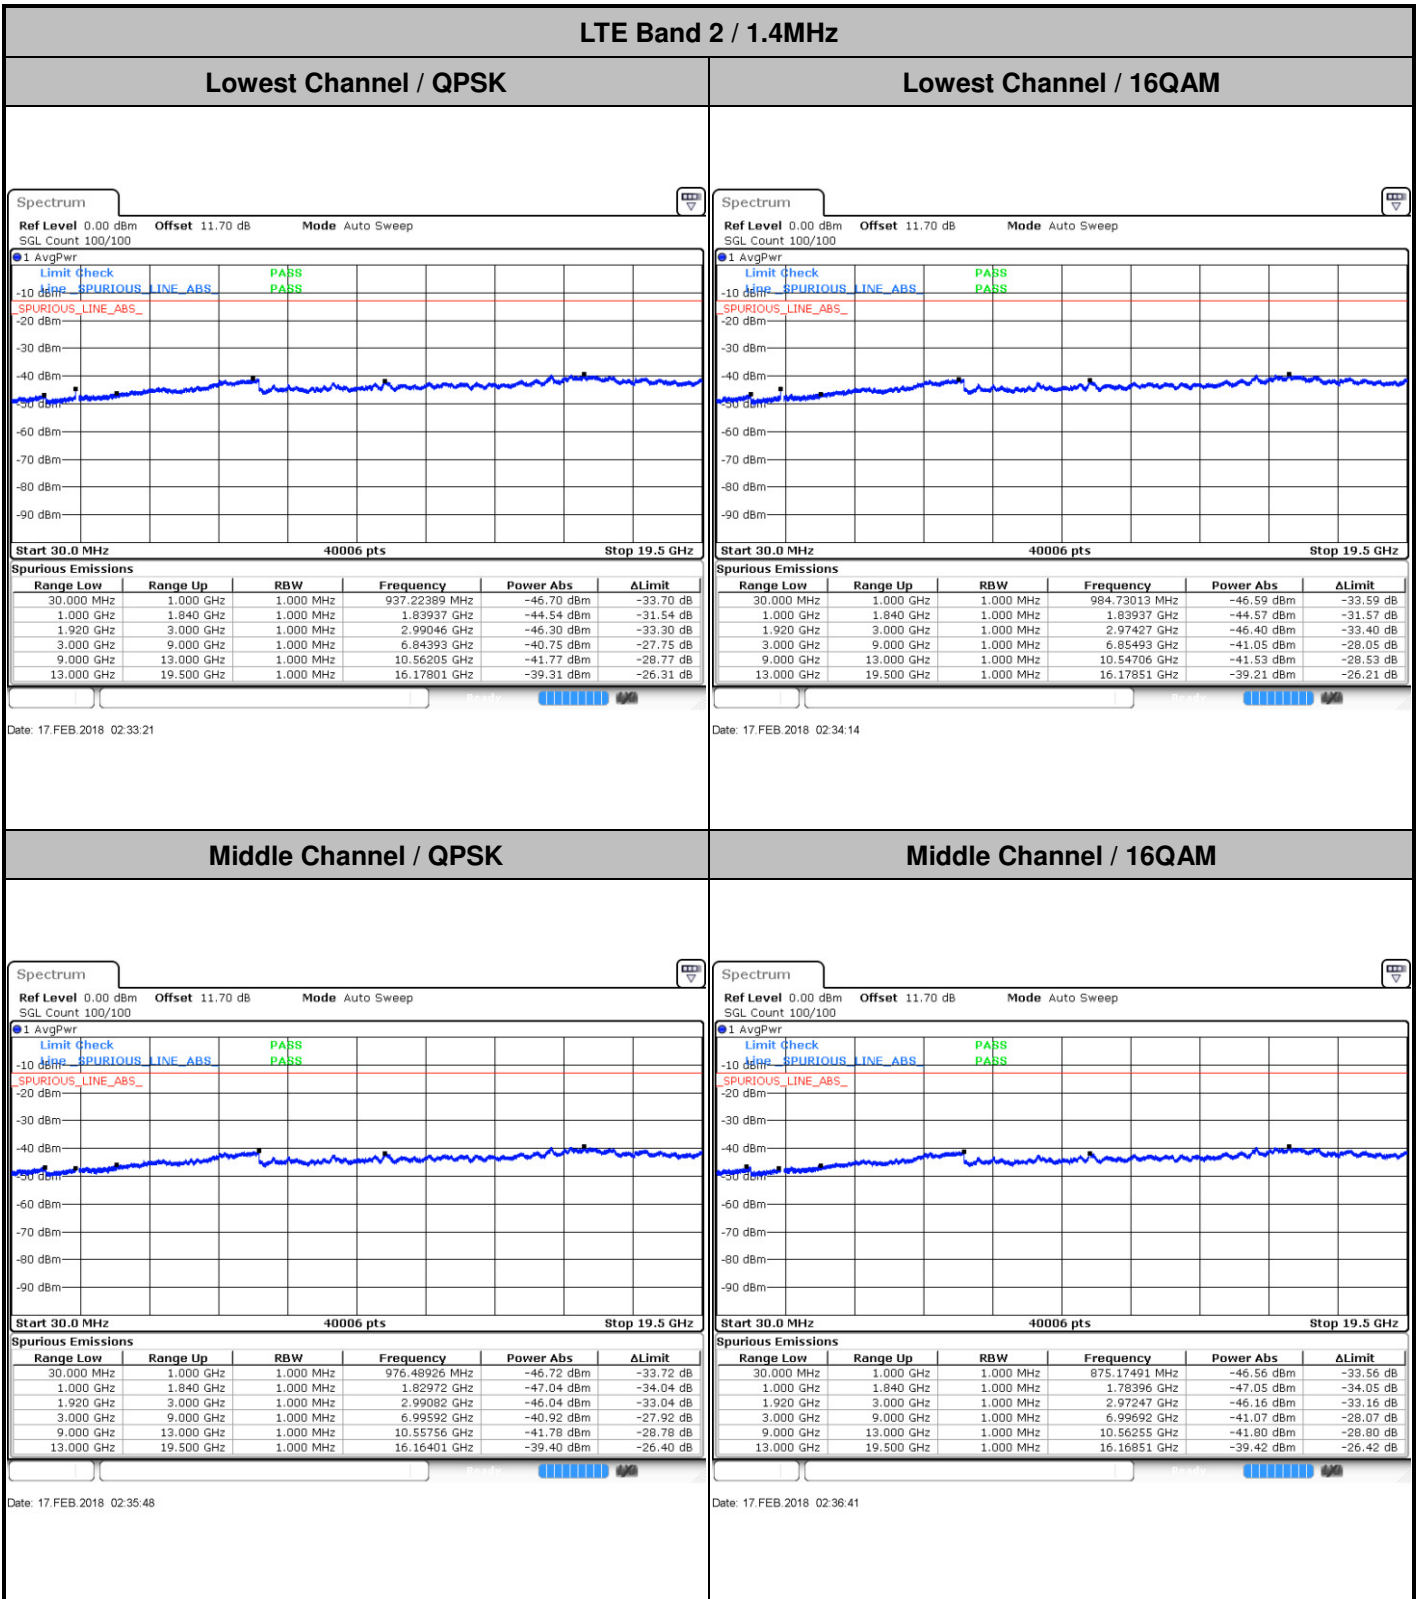 LTE Band 2 / 1.4MHz
Lowest Channel / QPSK
Lowest Channel / 16QAM
Spectrum
Ref Level 0.00 dBm Offset 11.70 dB Mode Auto Sweep
SGL Count 100/100
1 AvgPwr
Limit Check PASS
Line _SPURIOUS_LINE_ABS_ PASS
-10 dBm
_SPURIOUS_LINE_ABS_
-20 dBm
-30 dBm
-40 dBm
-50 dBm
-60 dBm
-70 dBm
-80 dBm
-90 dBm
Start 30.0 MHz 40006 pts Stop 19.5 GHz
Spurious Emissions
Range Low Range Up RBW Frequency Power Abs ΔLimit
30.000 MHz 1.000 GHz 1.000 MHz 937.22389 MHz -46.70 dBm -33.70 dB
1.000 GHz 1.840 GHz 1.000 MHz 1.83937 GHz -44.54 dBm -31.54 dB
1.920 GHz 3.000 GHz 1.000 MHz 2.99046 GHz -46.30 dBm -33.30 dB
3.000 GHz 9.000 GHz 1.000 MHz 6.84393 GHz -40.75 dBm -27.75 dB
9.000 GHz 13.000 GHz 1.000 MHz 10.56205 GHz -41.77 dBm -28.77 dB
13.000 GHz 19.500 GHz 1.000 MHz 16.17801 GHz -39.31 dBm -26.31 dB
Ready
Date: 17.FEB.2018 02:33:21
Spectrum
Ref Level 0.00 dBm Offset 11.70 dB Mode Auto Sweep
SGL Count 100/100
1 AvgPwr
Limit Check PASS
Line _SPURIOUS_LINE_ABS_ PASS
-10 dBm
_SPURIOUS_LINE_ABS_
-20 dBm
-30 dBm
-40 dBm
-50 dBm
-60 dBm
-70 dBm
-80 dBm
-90 dBm
Start 30.0 MHz 40006 pts Stop 19.5 GHz
Spurious Emissions
Range Low Range Up RBW Frequency Power Abs ΔLimit
30.000 MHz 1.000 GHz 1.000 MHz 984.73013 MHz -46.59 dBm -33.59 dB
1.000 GHz 1.840 GHz 1.000 MHz 1.83937 GHz -44.57 dBm -31.57 dB
1.920 GHz 3.000 GHz 1.000 MHz 2.97427 GHz -46.40 dBm -33.40 dB
3.000 GHz 9.000 GHz 1.000 MHz 6.85493 GHz -41.05 dBm -28.05 dB
9.000 GHz 13.000 GHz 1.000 MHz 10.54706 GHz -41.53 dBm -28.53 dB
13.000 GHz 19.500 GHz 1.000 MHz 16.17851 GHz -39.21 dBm -26.21 dB
Ready
Date: 17.FEB.2018 02:34:14
Middle Channel / QPSK
Middle Channel / 16QAM
Spectrum
Ref Level 0.00 dBm Offset 11.70 dB Mode Auto Sweep
SGL Count 100/100
1 AvgPwr
Limit Check PASS
Line _SPURIOUS_LINE_ABS_ PASS
-10 dBm
_SPURIOUS_LINE_ABS_
-20 dBm
-30 dBm
-40 dBm
-50 dBm
-60 dBm
-70 dBm
-80 dBm
-90 dBm
Start 30.0 MHz 40006 pts Stop 19.5 GHz
Spurious Emissions
Range Low Range Up RBW Frequency Power Abs ΔLimit
30.000 MHz 1.000 GHz 1.000 MHz 976.48926 MHz -46.72 dBm -33.72 dB
1.000 GHz 1.840 GHz 1.000 MHz 1.82972 GHz -47.04 dBm -34.04 dB
1.920 GHz 3.000 GHz 1.000 MHz 2.99082 GHz -46.04 dBm -33.04 dB
3.000 GHz 9.000 GHz 1.000 MHz 6.99592 GHz -40.92 dBm -27.92 dB
9.000 GHz 13.000 GHz 1.000 MHz 10.55756 GHz -41.78 dBm -28.78 dB
13.000 GHz 19.500 GHz 1.000 MHz 16.16401 GHz -39.40 dBm -26.40 dB
Ready
Date: 17.FEB.2018 02:35:48
Spectrum
Ref Level 0.00 dBm Offset 11.70 dB Mode Auto Sweep
SGL Count 100/100
1 AvgPwr
Limit Check PASS
Line _SPURIOUS_LINE_ABS_ PASS
-10 dBm
_SPURIOUS_LINE_ABS_
-20 dBm
-30 dBm
-40 dBm
-50 dBm
-60 dBm
-70 dBm
-80 dBm
-90 dBm
Start 30.0 MHz 40006 pts Stop 19.5 GHz
Spurious Emissions
Range Low Range Up RBW Frequency Power Abs ΔLimit
30.000 MHz 1.000 GHz 1.000 MHz 875.17491 MHz -46.56 dBm -33.56 dB
1.000 GHz 1.840 GHz 1.000 MHz 1.78396 GHz -47.05 dBm -34.05 dB
1.920 GHz 3.000 GHz 1.000 MHz 2.97247 GHz -46.16 dBm -33.16 dB
3.000 GHz 9.000 GHz 1.000 MHz 6.99692 GHz -41.07 dBm -28.07 dB
9.000 GHz 13.000 GHz 1.000 MHz 10.56255 GHz -41.80 dBm -28.80 dB
13.000 GHz 19.500 GHz 1.000 MHz 16.16851 GHz -39.42 dBm -26.42 dB
Ready
Date: 17.FEB.2018 02:36:41